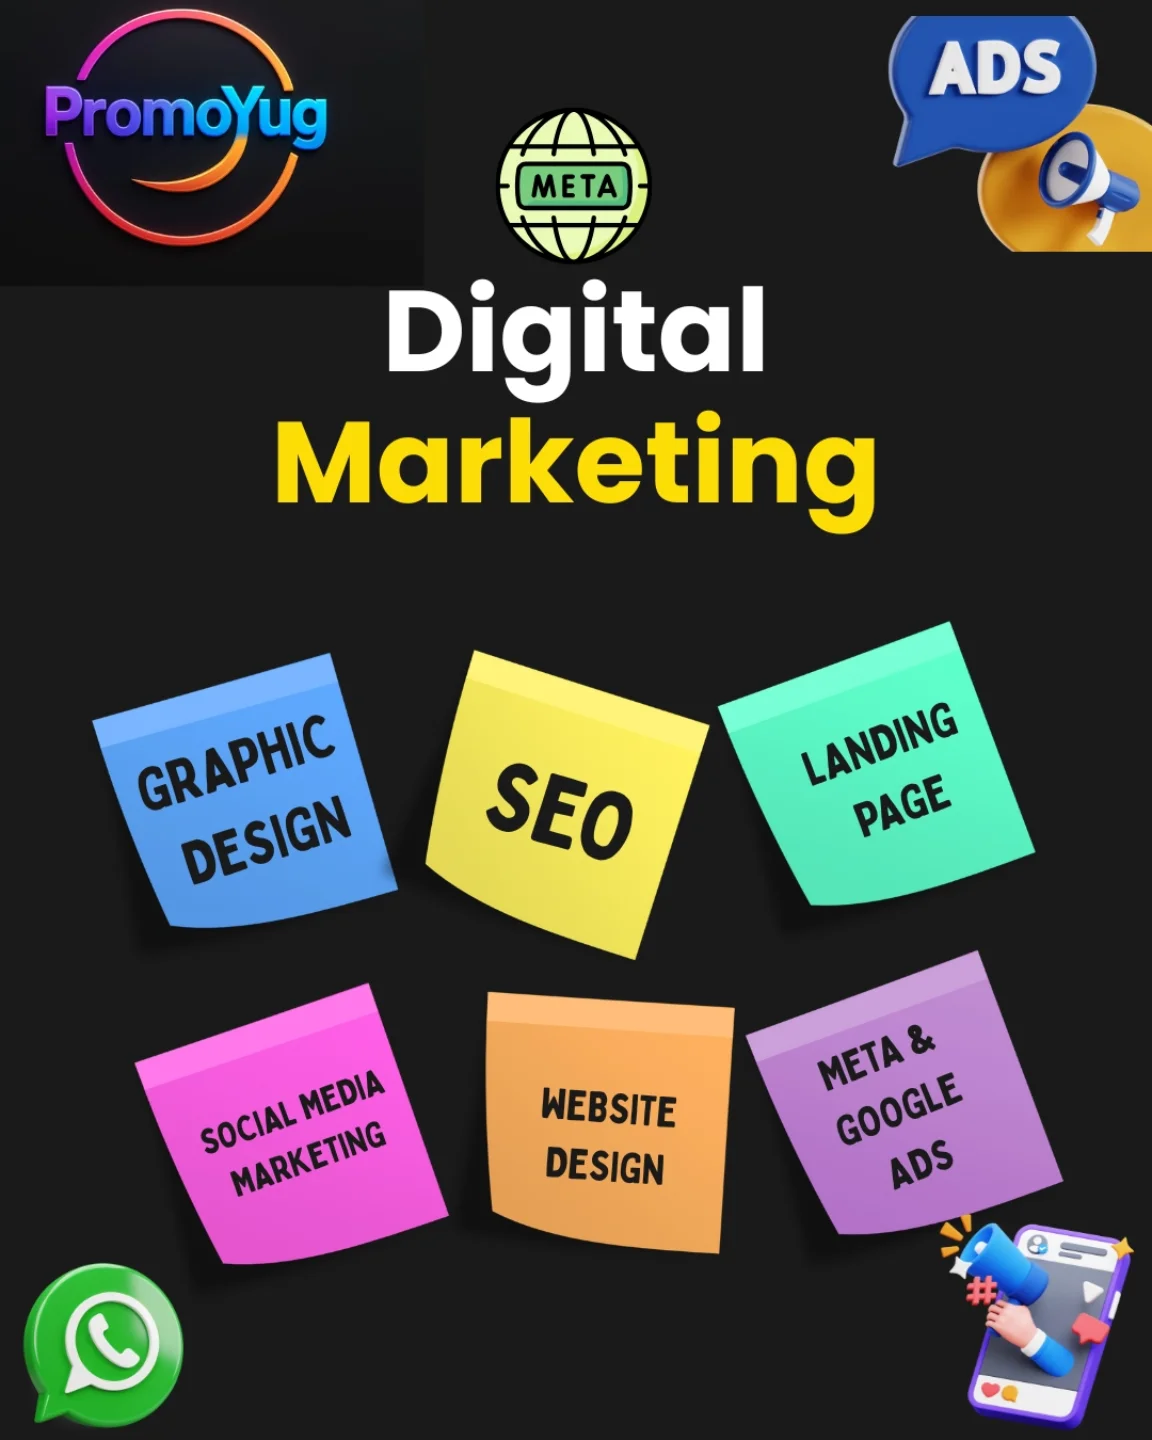 PromoYug
ADS
META
Digital
Marketing
GRAPHIC
DESIGN
SEO
LANDING
PAGE
SOCIAL MEDIA
MARKETING
WEBSITE
DESIGN
META &
GOOGLE
ADS
#